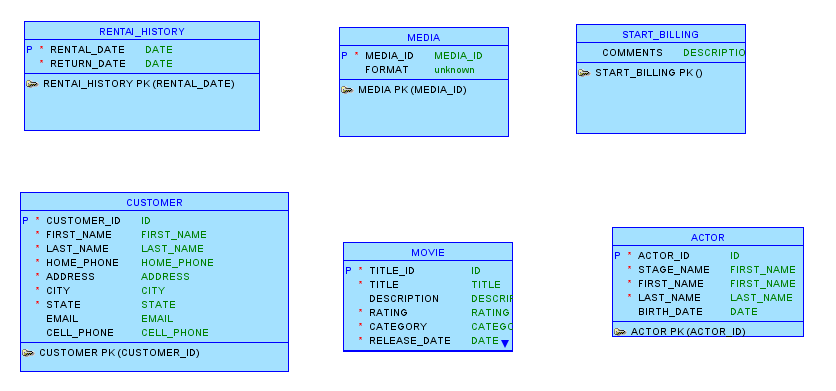 RENTAI_HISTORY
P * RENTAL_DATE DATE
* RETURN_DATE DATE
RENTAI_HISTORY PK (RENTAL_DATE)
MEDIA
P * MEDIA_ID MEDIA_ID
FORMAT unknown
MEDIA PK (MEDIA_ID)
START_BILLING
COMMENTS DESCRIPTIO
START_BILLING PK ()
CUSTOMER
P * CUSTOMER_ID ID
* FIRST_NAME FIRST_NAME
* LAST_NAME LAST_NAME
* HOME_PHONE HOME_PHONE
* ADDRESS ADDRESS
* CITY CITY
* STATE STATE
EMAIL EMAIL
CELL_PHONE CELL_PHONE
CUSTOMER PK (CUSTOMER_ID)
MOVIE
P * TITLE_ID ID
* TITLE TITLE
DESCRIPTION DESCRIP
* RATING RATING
* CATEGORY CATEGO
* RELEASE_DATE DATE
ACTOR
P * ACTOR_ID ID
* STAGE_NAME FIRST_NAME
* FIRST_NAME FIRST_NAME
* LAST_NAME LAST_NAME
BIRTH_DATE DATE
ACTOR PK (ACTOR_ID)